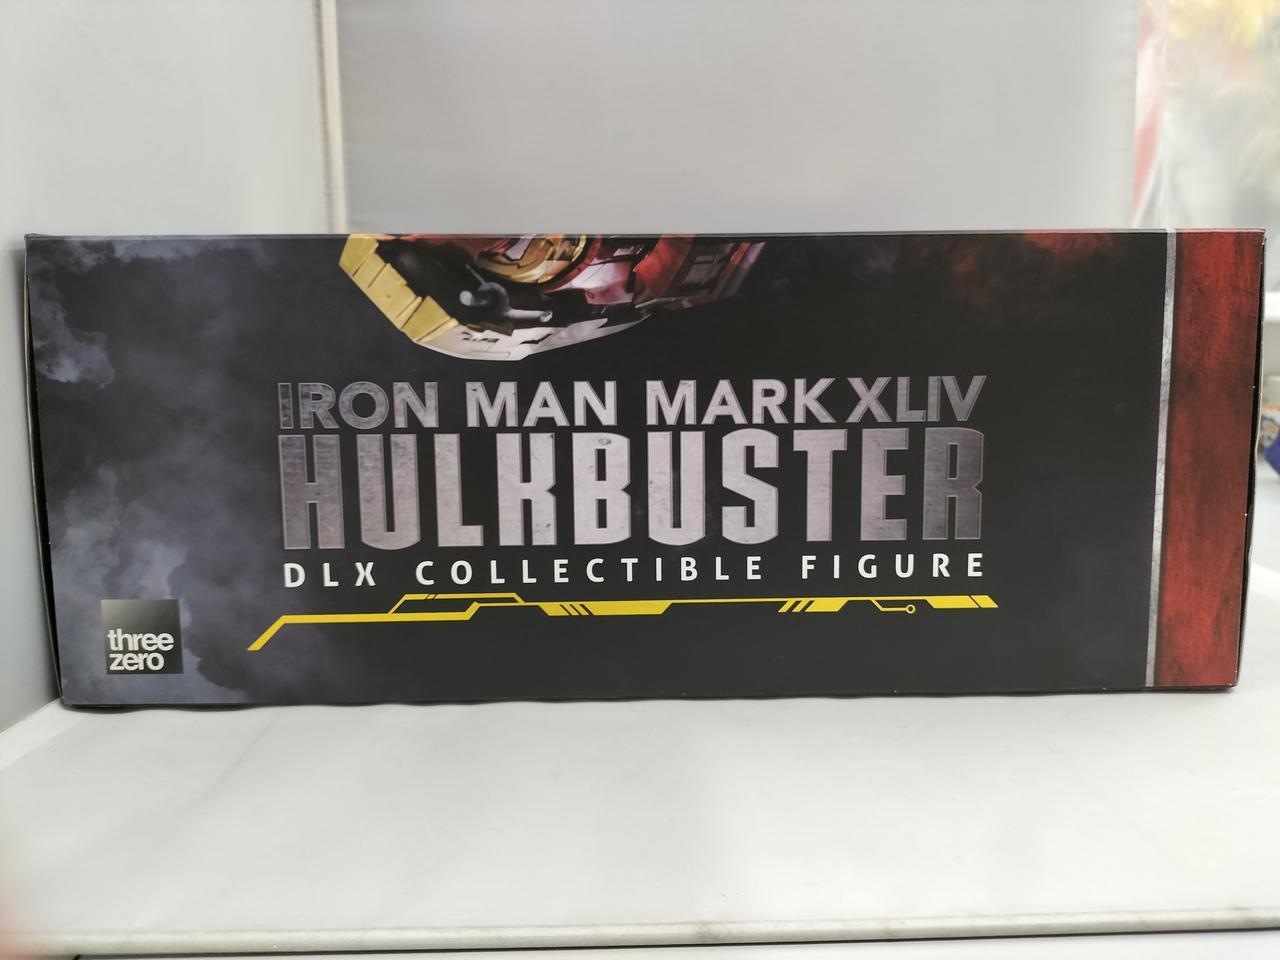 IRON MAN MARK XLIV
HULKBUSTER
DLX COLLECTIBLE FIGURE
three
zero